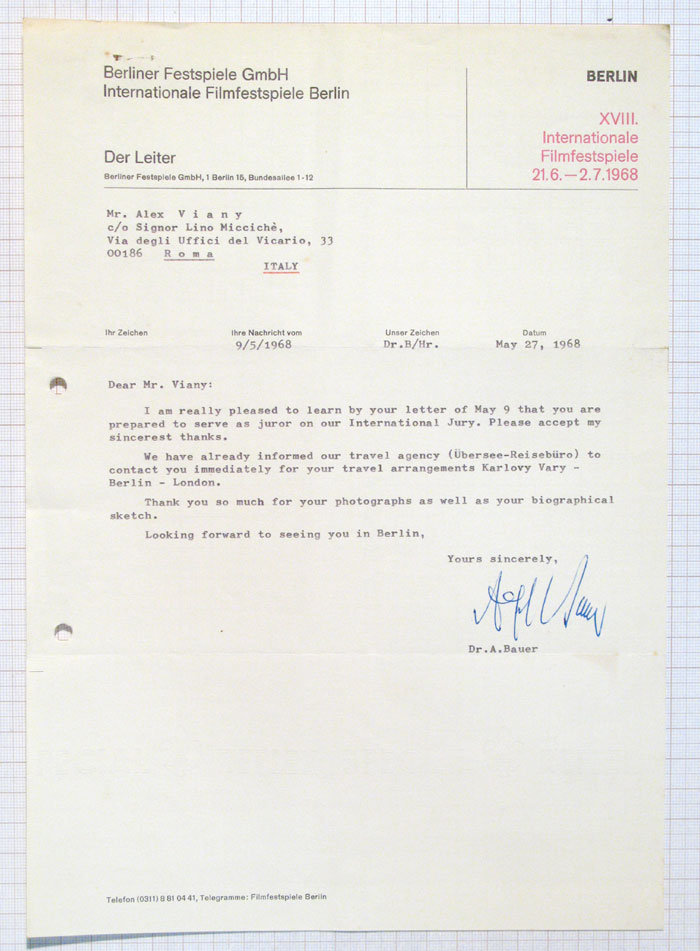 Berliner Festspiele GmbH
Internationale Filmfestspiele Berlin
Der Leiter
Berliner Festspiele GmbH, 1 Berlin 15, Bundesallee 1-12
BERLIN
XVIII.
Internationale
Filmfestspiele
21.6.—2.7.1968
Mr. Alex V i a n y
c/o Signor Lino Miccichè,
Via degli Uffici del Vicario, 33
00186 R o m a
ITALY
Ihr Zeichen Ihre Nachricht vom Unser Zeichen Datum
9/5/1968 Dr.B/Hr. May 27, 1968
Dear Mr. Viany:
I am really pleased to learn by your letter of May 9 that you are
prepared to serve as juror on our International Jury. Please accept my
sincerest thanks.
We have already informed our travel agency (Übersee-Reisebüro) to
contact you immediately for your travel arrangements Karlovy Vary -
Berlin - London.
Thank you so much for your photographs as well as your biographical
sketch.
Looking forward to seeing you in Berlin,
Yours sincerely,
Dr.A.Bauer
Telefon (0311) 8 81 04 41, Telegramme: Filmfestspiele Berlin